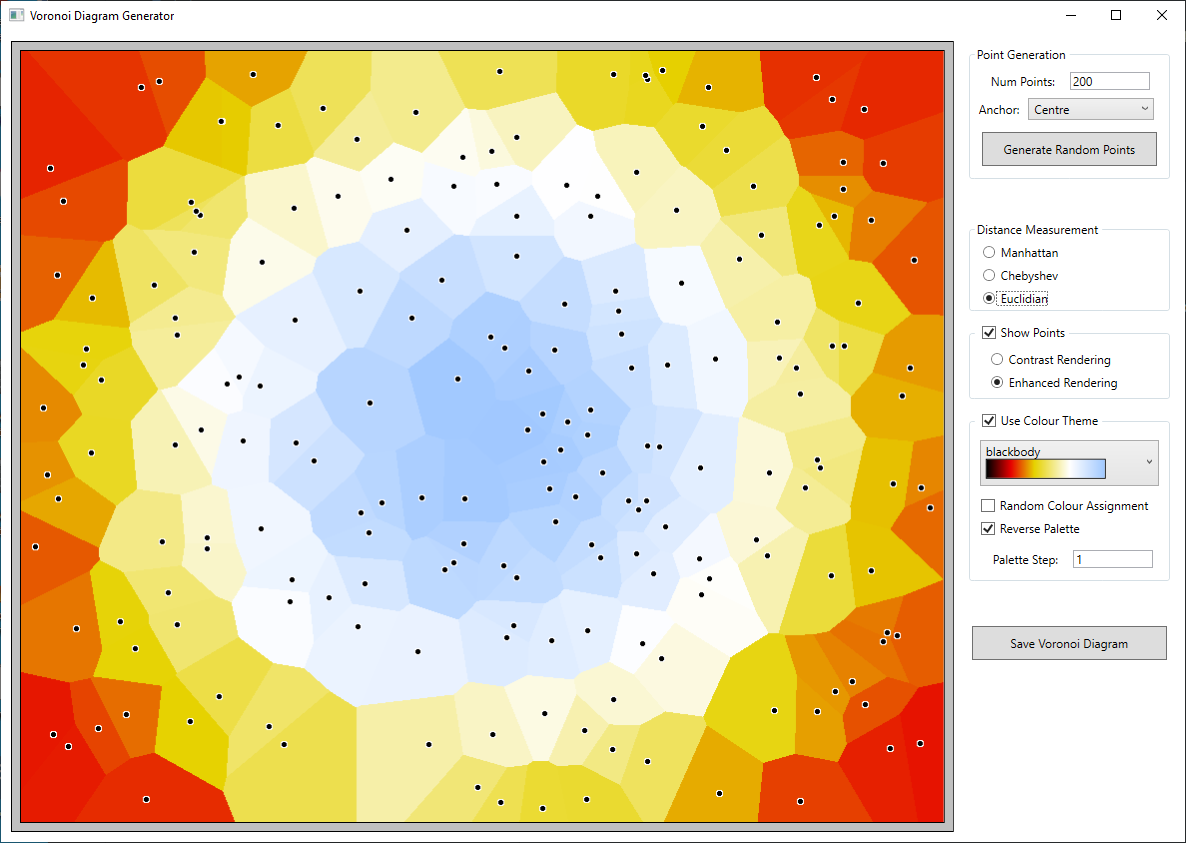 Voronoi Diagram Generator
Point Generation
Num Points: 200
Anchor: Centre
Generate Random Points
Distance Measurement
Manhattan
Chebyshev
Euclidian
Show Points
Contrast Rendering
Enhanced Rendering
Use Colour Theme
blackbody
Random Colour Assignment
Reverse Palette
Palette Step: 1
Save Voronoi Diagram